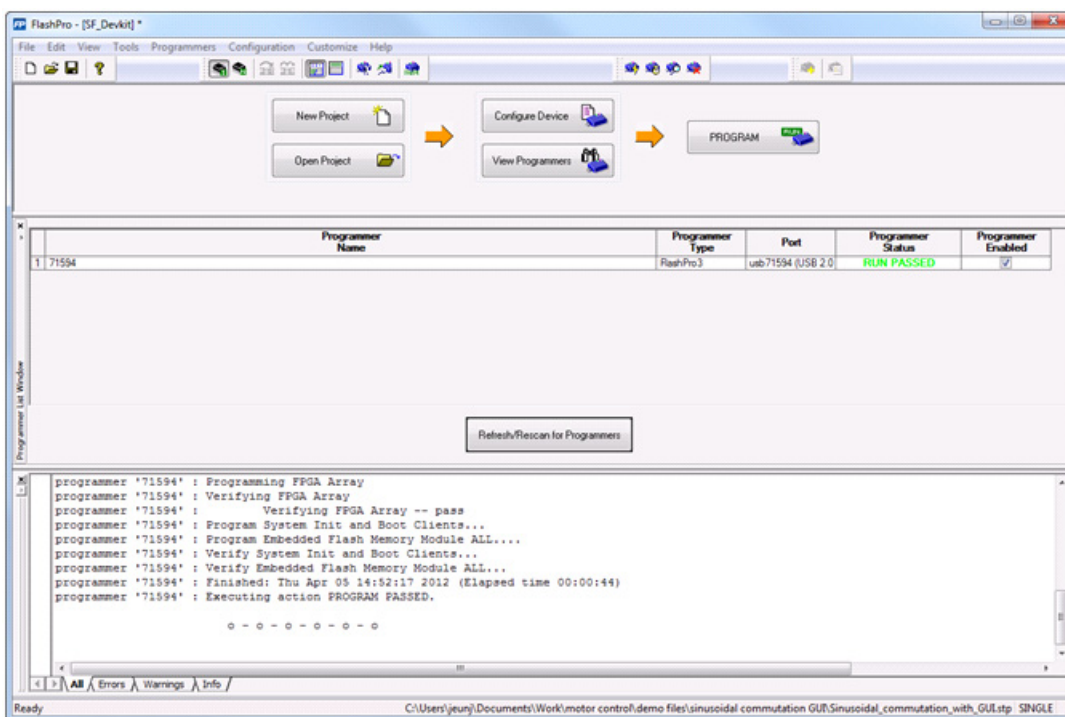 FP FlashPro - [SF_Devkit] *
File Edit View Tools Programmers Configuration Customize Help
New Project
Configure Device
PROGRAM
Open Project
View Programmers
Programmer Name
Programmer Type
Port
Programmer Status
Programmer Enabled
1 71594 FlashPro3 usb71594 (USB 2.0 RUN PASSED
Programmer List Window
Refresh/Rescan for Programmers
programmer '71594' : Programming FPGA Array
programmer '71594' : Verifying FPGA Array
programmer '71594' : Verifying FPGA Array -- pass
programmer '71594' : Program System Init and Boot Clients...
programmer '71594' : Program Embedded Flash Memory Module ALL....
programmer '71594' : Verify System Init and Boot Clients...
programmer '71594' : Verify Embedded Flash Memory Module ALL...
programmer '71594' : Finished: Thu Apr 05 14:52:17 2012 (Elapsed time 00:00:44)
programmer '71594' : Executing action PROGRAM PASSED.
o - o - o - o - o - o
All Errors Warnings Info
Ready C:\Users\jeunj\Documents\Work\motor control\demo files\sinusoidal commutation GUI\Sinusoidal_commutation_with_GUI.stp SINGLE